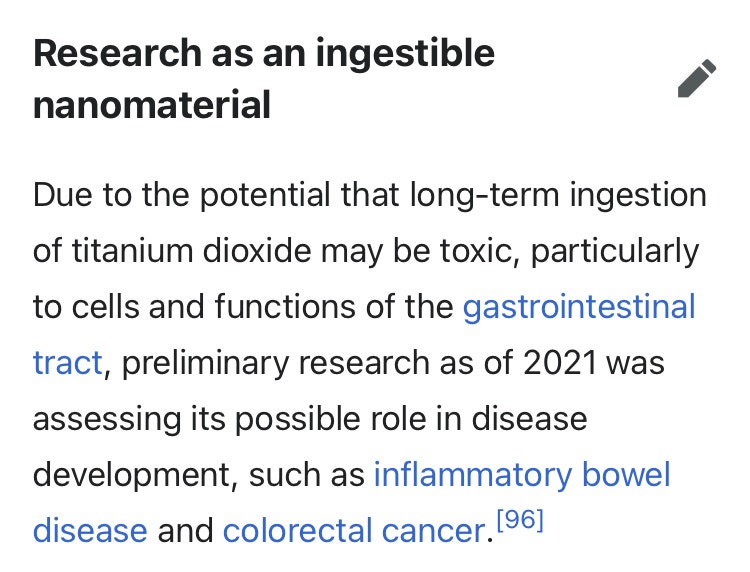 Research as an ingestible
nanomaterial
Due to the potential that long-term ingestion
of titanium dioxide may be toxic, particularly
to cells and functions of the gastrointestinal
tract, preliminary research as of 2021 was
assessing its possible role in disease
development, such as inflammatory bowel
disease and colorectal cancer.[96]